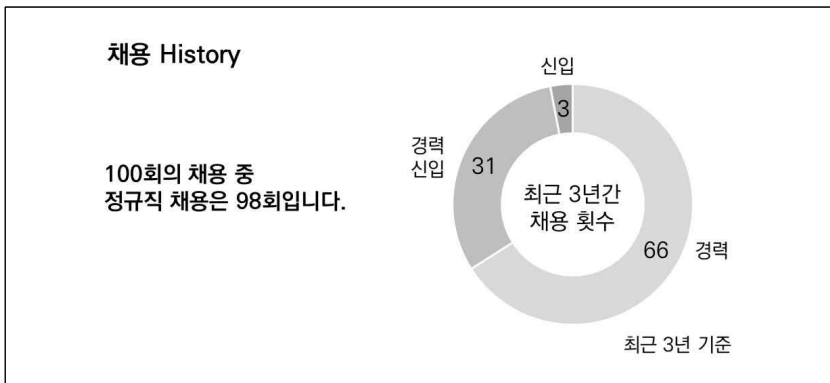 채용 History
100회의 채용 중
정규직 채용은 98회입니다.
신입
3
경력
신입
31
최근 3년간
채용 횟수
66
경력
최근 3년 기준